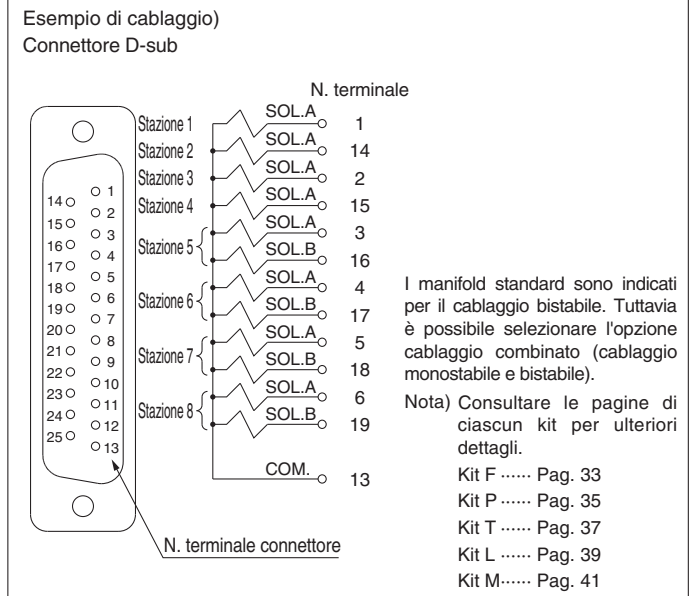 Esempio di cablaggio)
Connettore D-sub
N. terminale
Stazione 1 SOL.A 1
Stazione 2 SOL.A 14
Stazione 3 SOL.A 2
Stazione 4 SOL.A 15
Stazione 5 SOL.A 3
SOL.B 16
Stazione 6 SOL.A 4
SOL.B 17
Stazione 7 SOL.A 5
SOL.B 18
Stazione 8 SOL.A 6
SOL.B 19
COM. 13
14
15
16
17
18
19
20
21
22
23
24
25
1
2
3
4
5
6
7
8
9
10
11
12
13
N. terminale connettore
I manifold standard sono indicati
per il cablaggio bistabile. Tuttavia
è possibile selezionare l'opzione
cablaggio combinato (cablaggio
monostabile e bistabile).
Nota) Consultare le pagine di
ciascun kit per ulteriori
dettagli.
Kit F ······ Pag. 33
Kit P ······ Pag. 35
Kit T ······ Pag. 37
Kit L ······ Pag. 39
Kit M······ Pag. 41